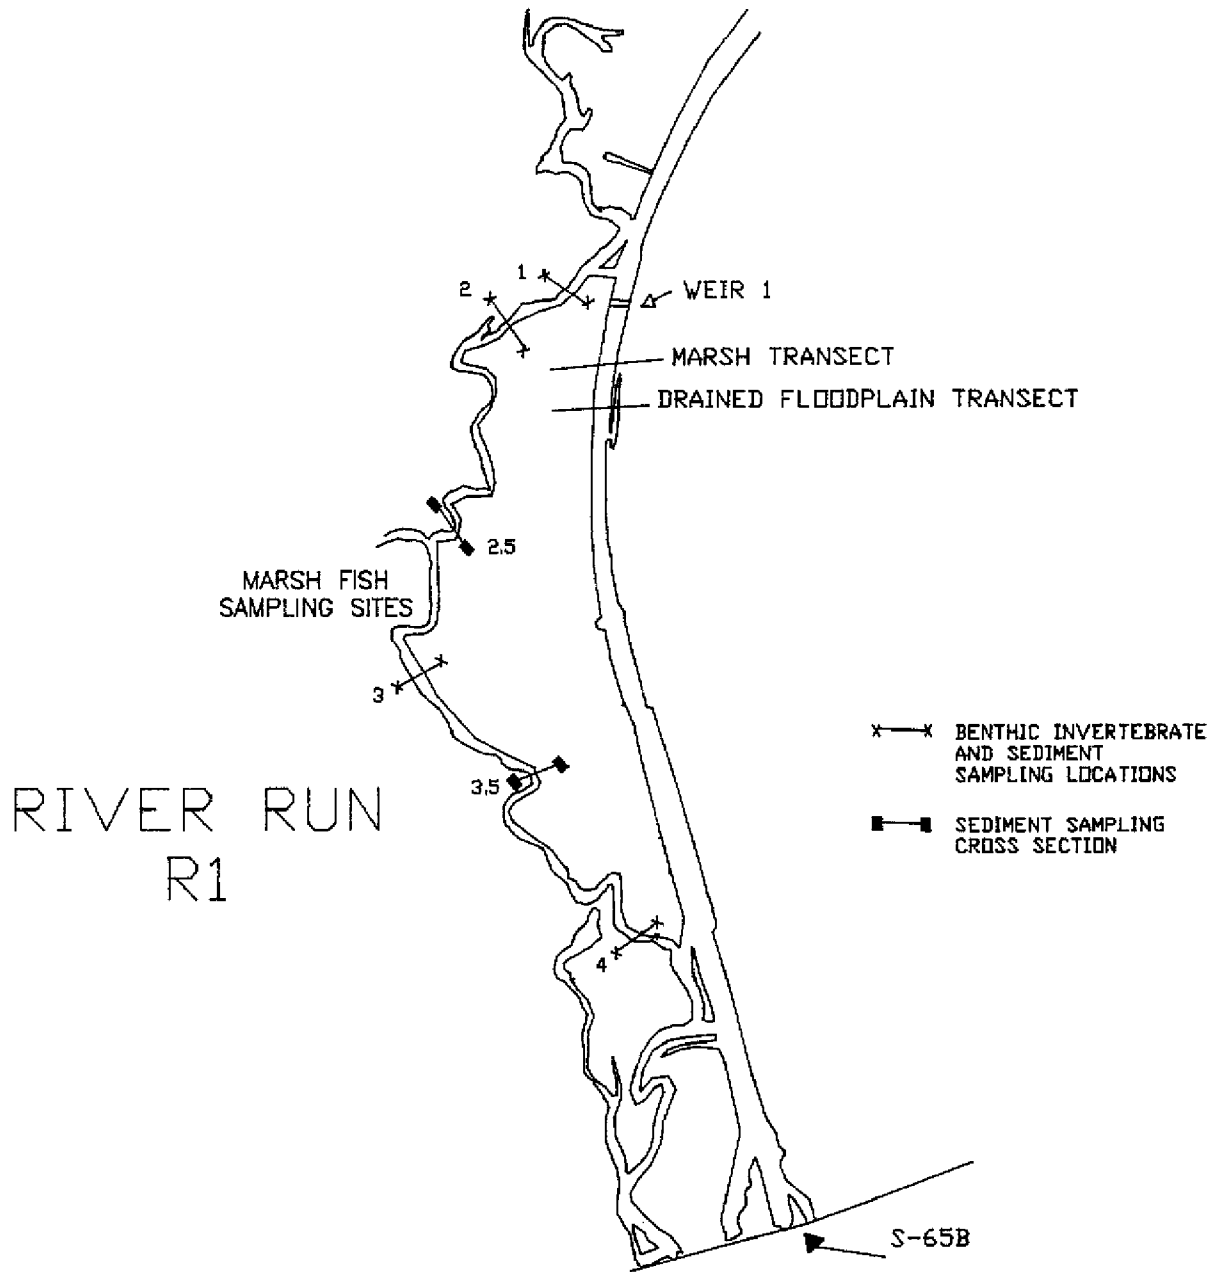 1
2
WEIR 1
MARSH TRANSECT
DRAINED FLOODPLAIN TRANSECT
2.5
MARSH FISH
SAMPLING SITES
3
BENTHIC INVERTEBRATE
AND SEDIMENT
SAMPLING LOCATIONS
3.5
RIVER RUN
R1
SEDIMENT SAMPLING
CROSS SECTION
4
S-65B